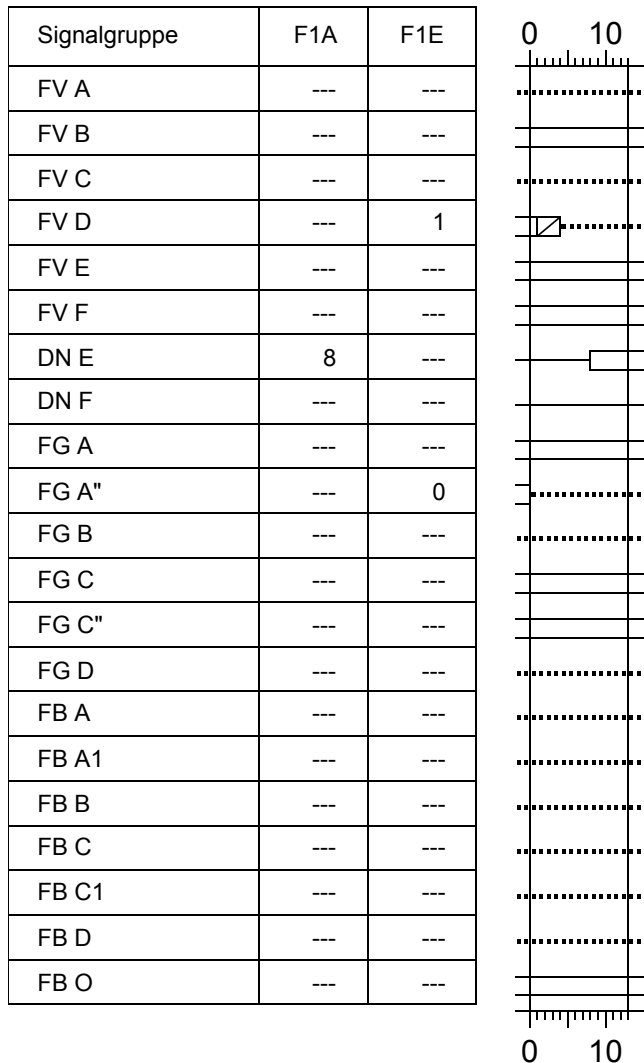 Signalgruppe F1A F1E 0 10
FV A --- ---
FV B --- ---
FV C --- ---
FV D --- 1
FV E --- ---
FV F --- ---
DN E 8 ---
DN F --- ---
FG A --- ---
FG A" --- 0
FG B --- ---
FG C --- ---
FG C" --- ---
FG D --- ---
FB A --- ---
FB A1 --- ---
FB B --- ---
FB C --- ---
FB C1 --- ---
FB D --- ---
FB O --- ---
0 10